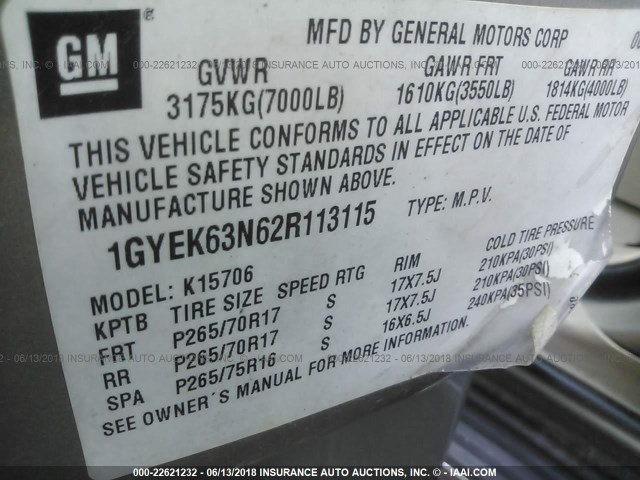 GM
MFD BY GENERAL MOTORS CORP
GVWR GAWR FRT GAWR RR
3175KG(7000LB) 1610KG(3550LB) 1814KG(4000LB)
THIS VEHICLE CONFORMS TO ALL APPLICABLE U.S. FEDERAL MOTOR
VEHICLE SAFETY STANDARDS IN EFFECT ON THE DATE OF
MANUFACTURE SHOWN ABOVE.
1GYEK63N62R113115 TYPE: M.P.V.
MODEL: K15706
KPTB TIRE SIZE SPEED RTG RIM COLD TIRE PRESSURE
FRT P265/70R17 S 17X7.5J 210KPA(30PSI)
RR P265/70R17 S 17X7.5J 210KPA(30PSI)
SPA P265/75R16 S 16X6.5J 240KPA(35PSI)
SEE OWNER'S MANUAL FOR MORE INFORMATION.
000-22621232 - 06/13/2018 INSURANCE AUTO AUCTIONS, INC. - IAAI.COM